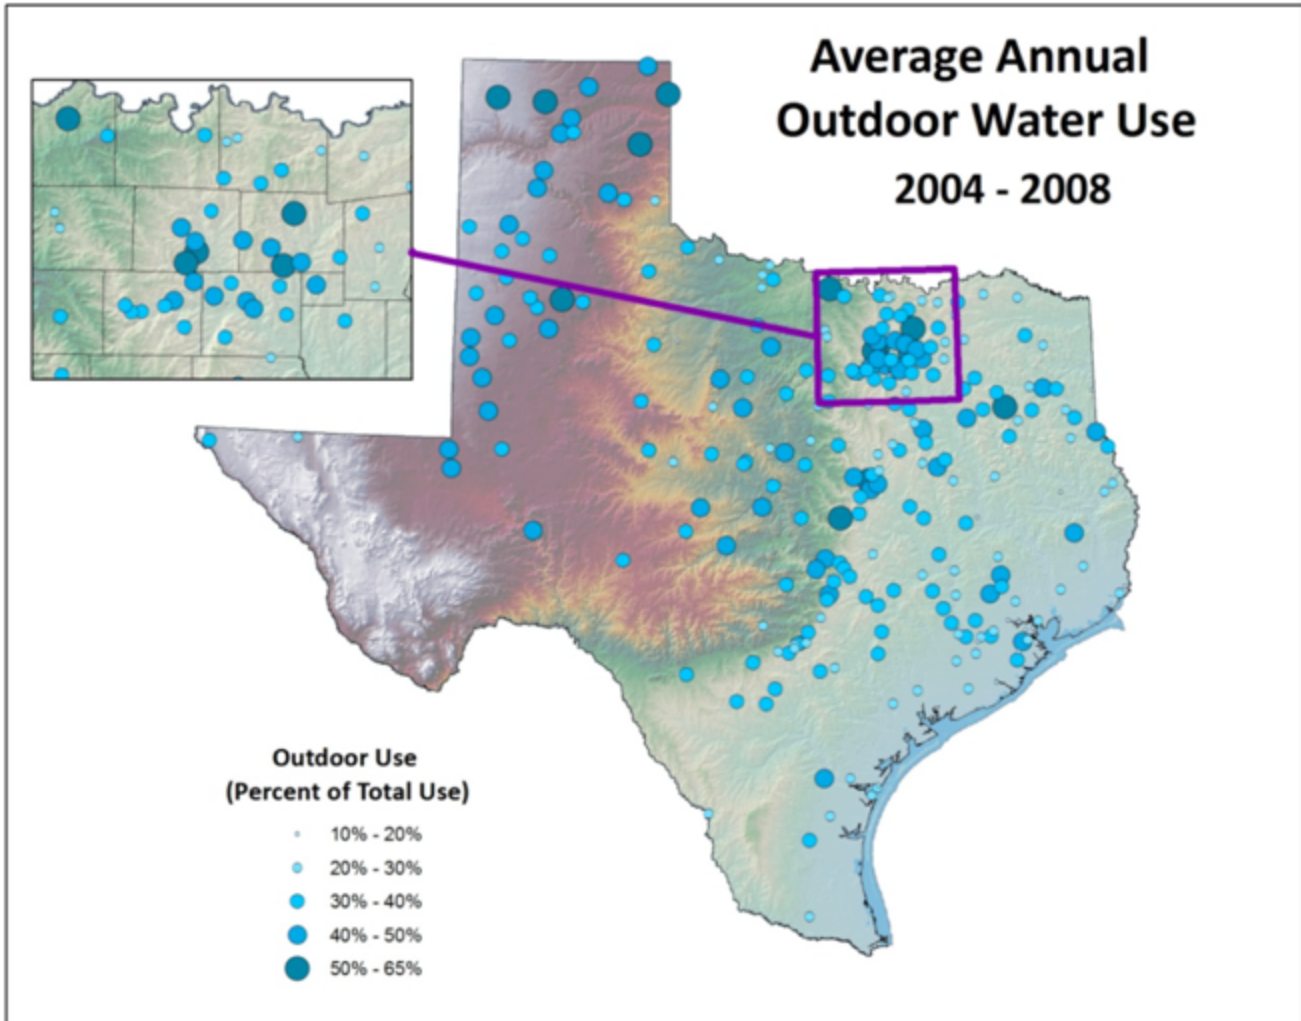 Average Annual
Outdoor Water Use
2004 - 2008
Outdoor Use
(Percent of Total Use)
10% - 20%
20% - 30%
30% - 40%
40% - 50%
50% - 65%